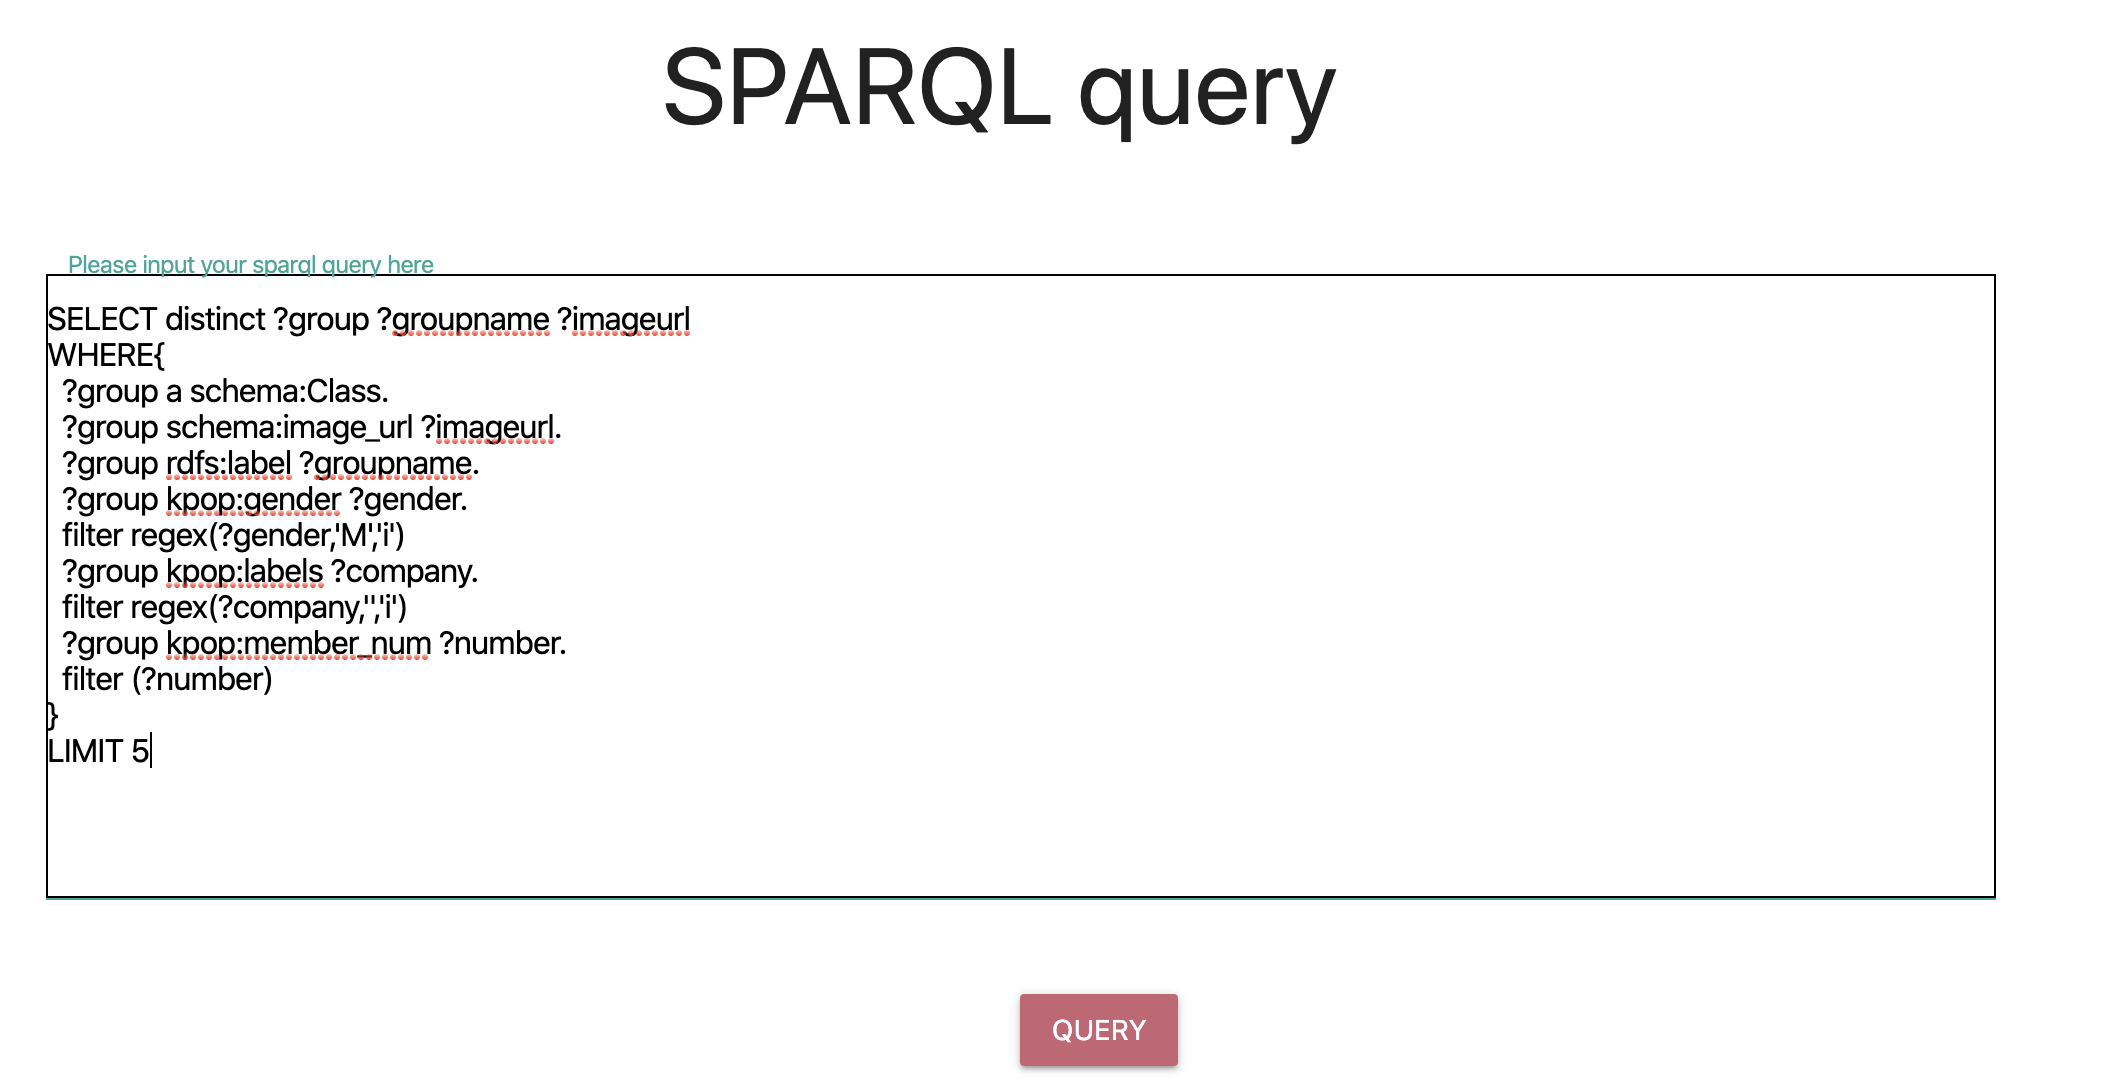 SPARQL query
Please input your sparql query here
SELECT distinct ?group ?groupname ?imageurl
WHERE{
?group a schema:Class.
?group schema:image_url ?imageurl.
?group rdfs:label ?groupname.
?group kpop:gender ?gender.
filter regex(?gender,'M','i')
?group kpop:labels ?company.
filter regex(?company,'','i')
?group kpop:member_num ?number.
filter (?number)
}
LIMIT 5
QUERY